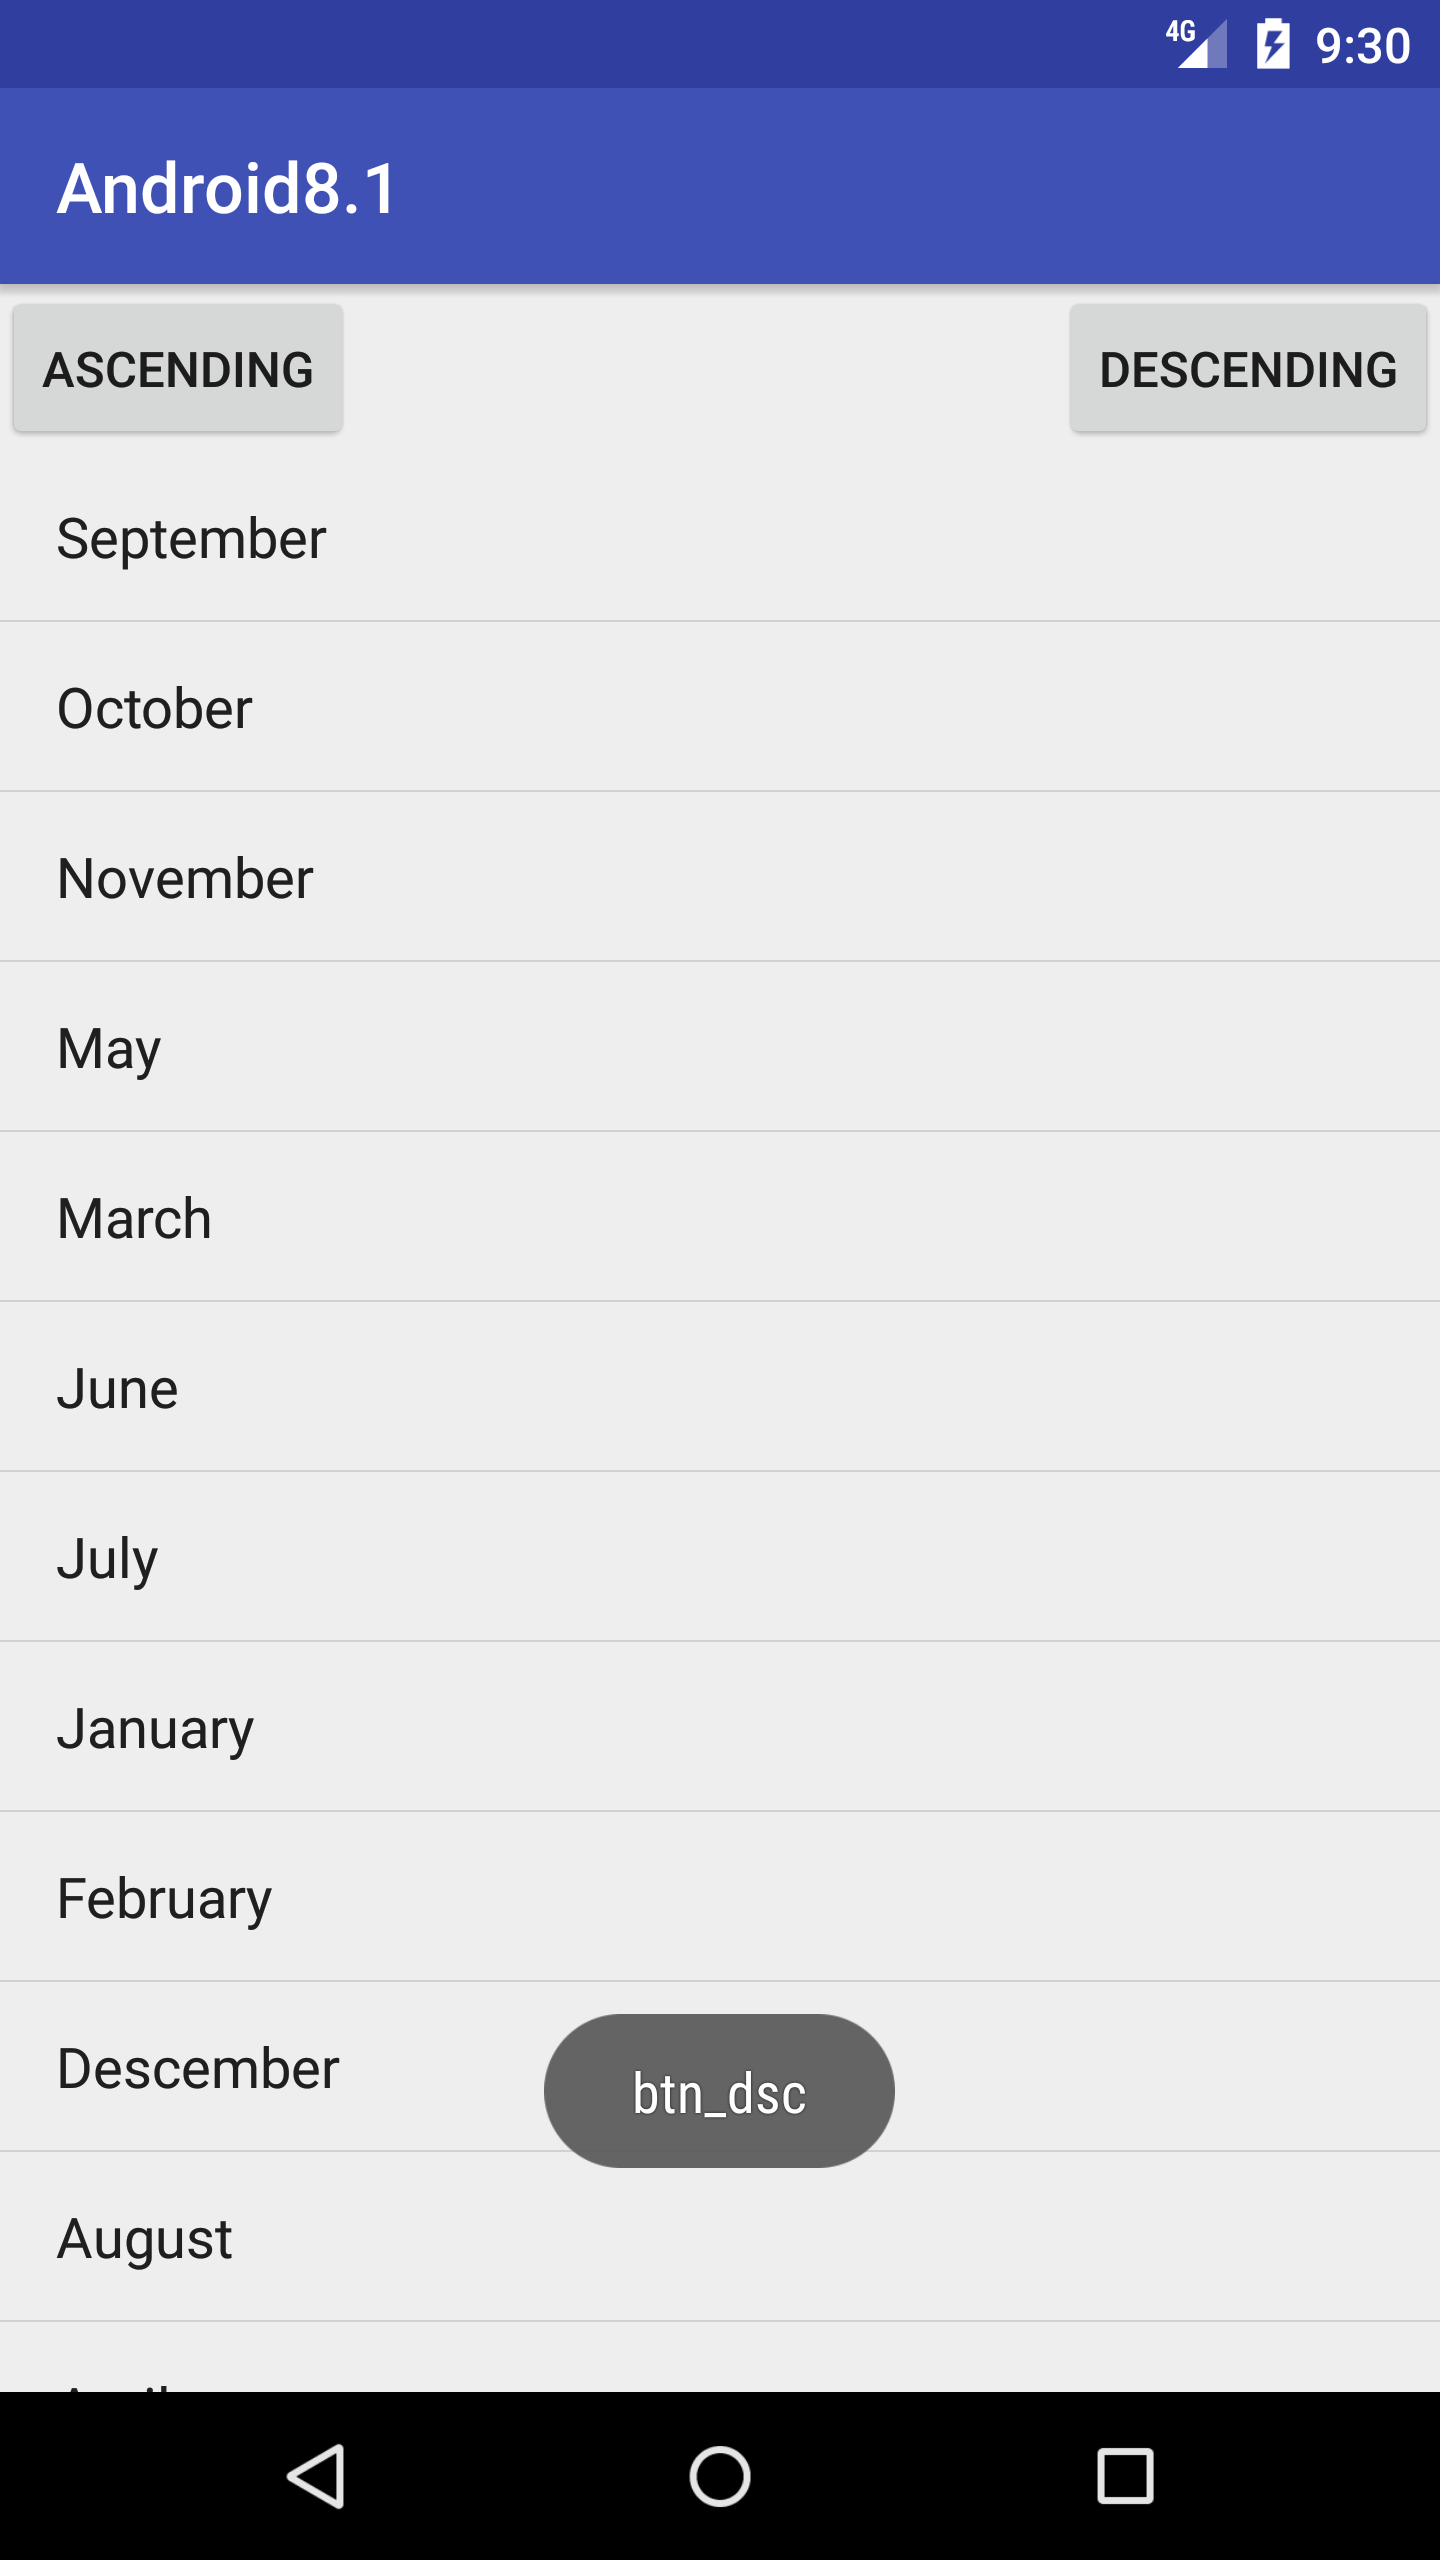 4G 9:30
Android8.1
ASCENDING DESCENDING
September
October
November
May
March
June
July
January
February
Descember
btn_dsc
August